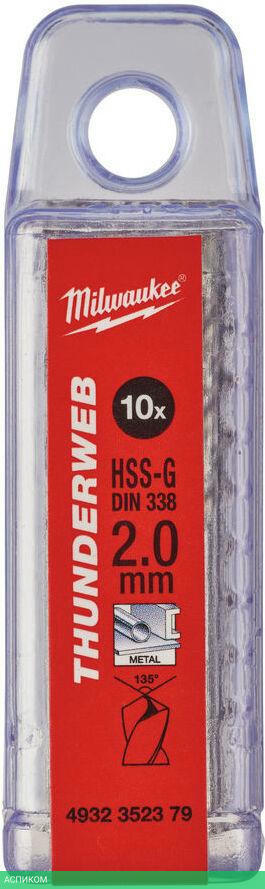 Milwaukee®
THUNDERWEB
10x
HSS-G
DIN 338
2.0
mm
METAL
135°
4932 3523 79
АСПИКОМ